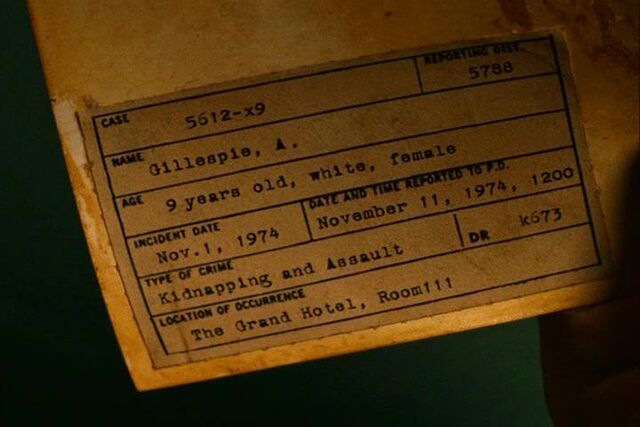 CASE 5612-x9 REPORTING DIST. 5788
NAME Gillespie, A.
AGE 9 years old, white, female
INCIDENT DATE Nov.1, 1974 DATE AND TIME REPORTED TO P.D. November 11, 1974, 1200
TYPE OF CRIME Kidnapping and Assault DR k673
LOCATION OF OCCURRENCE The Grand Hotel, Room111